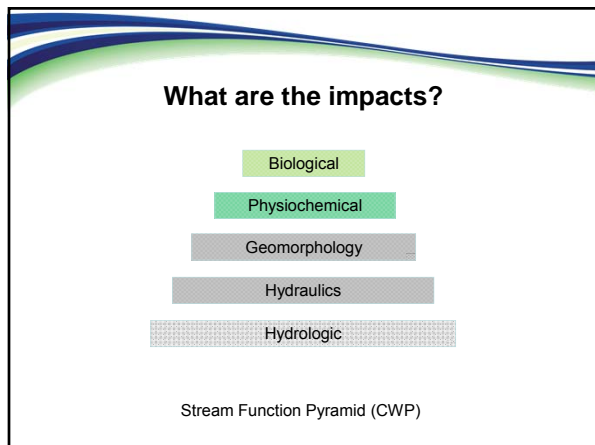 What are the impacts?
Biological
Physiochemical
Geomorphology
Hydraulics
Hydrologic
Stream Function Pyramid (CWP)